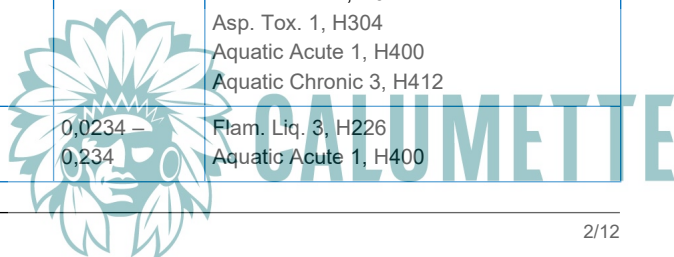 Asp. Tox. 1, H304
Aquatic Acute 1, H400
Aquatic Chronic 3, H412
0,0234 – Flam. Liq. 3, H226
0,234 Aquatic Acute 1, H400
CALUMETTE
2/12